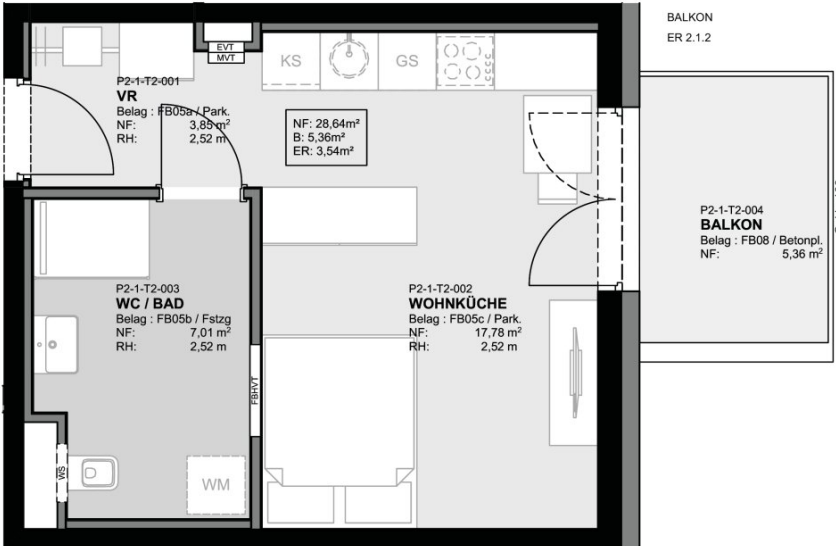 BALKON
ER 2.1.2
EVT
MVT
KS
GS
P2-1-T2-001
VR
Belag : FB05a / Park.
NF: 3,85 m²
RH: 2,52 m
NF: 28,64m²
B: 5,36m²
ER: 3,54m²
P2-1-T2-004
BALKON
Belag : FB08 / Betonpl.
NF: 5,36 m²
P2-1-T2-003
WC / BAD
Belag : FB05b / Fstzg
NF: 7,01 m²
RH: 2,52 m
P2-1-T2-002
WOHNKÜCHE
Belag : FB05c / Park.
NF: 17,78 m²
RH: 2,52 m
FBHVT
WS
WM